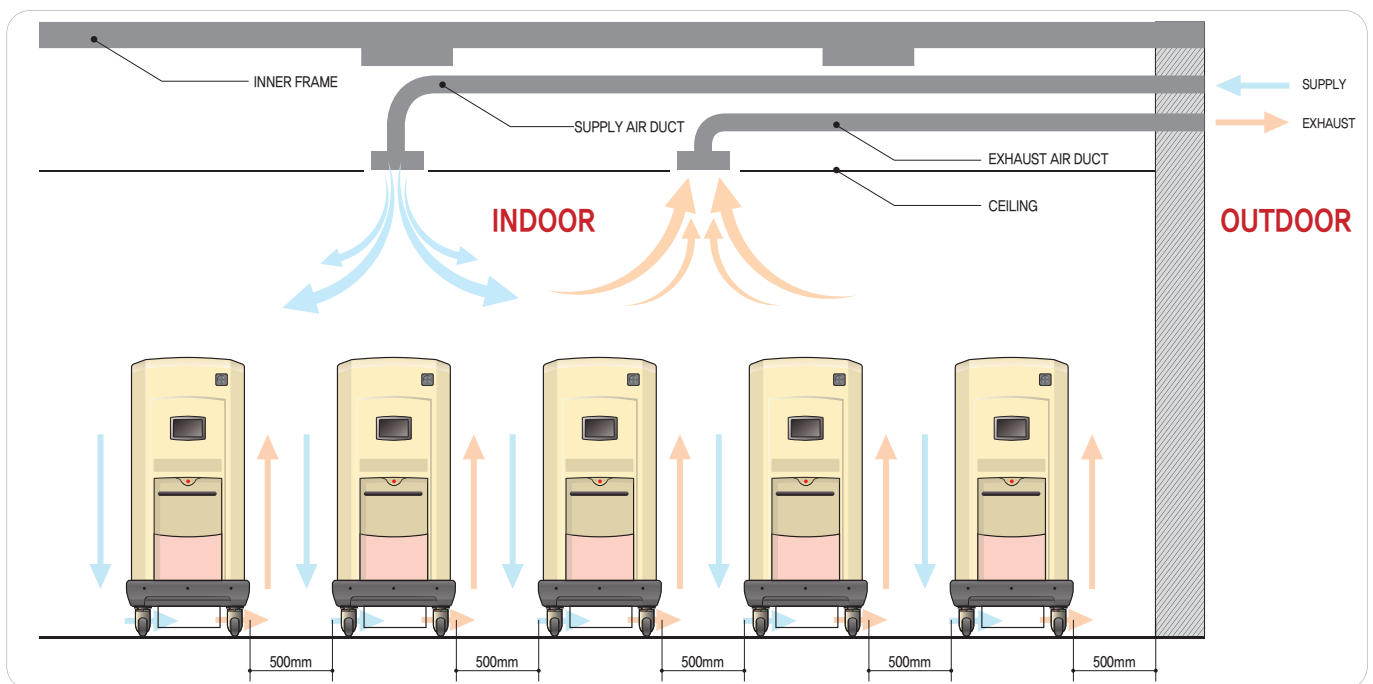 INNER FRAME
SUPPLY
SUPPLY AIR DUCT
EXHAUST
EXHAUST AIR DUCT
CEILING
INDOOR
OUTDOOR
500mm
500mm
500mm
500mm
500mm